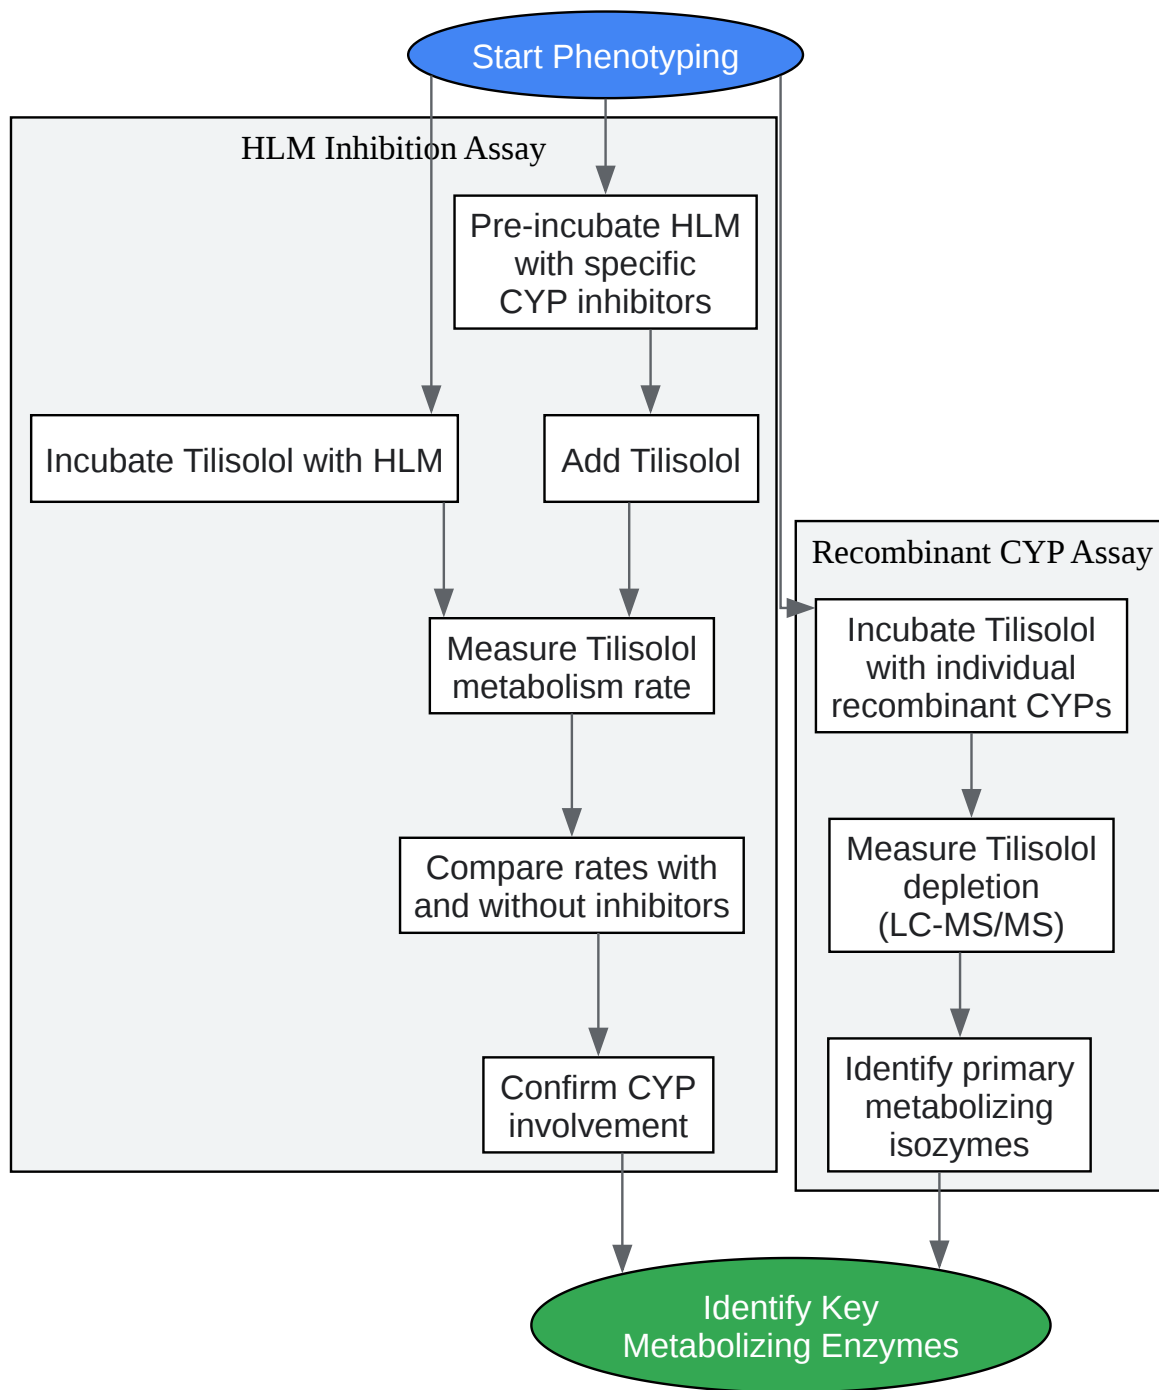 Start Phenotyping
HLM Inhibition Assay
Pre-incubate HLM
with specific
CYP inhibitors
Incubate Tilisolol with HLM
Add Tilisolol
Measure Tilisolol
metabolism rate
Compare rates with
and without inhibitors
Confirm CYP
involvement
Recombinant CYP Assay
Incubate Tilisolol
with individual
recombinant CYPs
Measure Tilisolol
depletion
(LC-MS/MS)
Identify primary
metabolizing
isozymes
Identify Key
Metabolizing Enzymes